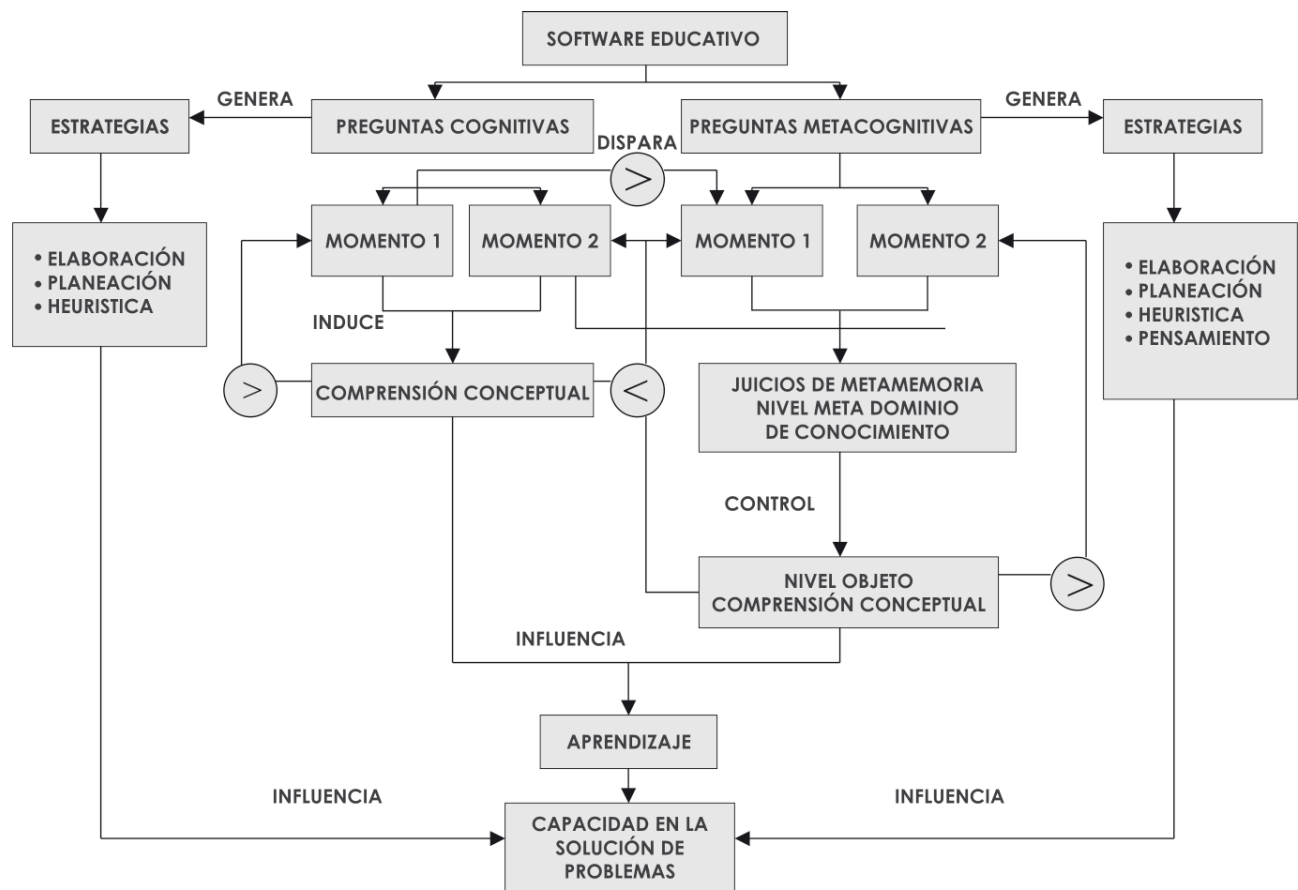 SOFTWARE EDUCATIVO
GENERA
GENERA
ESTRATEGIAS
PREGUNTAS COGNITIVAS
PREGUNTAS METACOGNITIVAS
ESTRATEGIAS
DISPARA
>
MOMENTO 1
MOMENTO 2
MOMENTO 1
MOMENTO 2
• ELABORACIÓN
• PLANEACIÓN
• HEURISTICA
• ELABORACIÓN
• PLANEACIÓN
• HEURISTICA
• PENSAMIENTO
INDUCE
>
COMPRENSIÓN CONCEPTUAL
<
JUICIOS DE METAMEMORIA
NIVEL META DOMINIO
DE CONOCIMIENTO
CONTROL
NIVEL OBJETO
COMPRENSIÓN CONCEPTUAL
>
INFLUENCIA
APRENDIZAJE
INFLUENCIA
INFLUENCIA
CAPACIDAD EN LA
SOLUCIÓN DE
PROBLEMAS